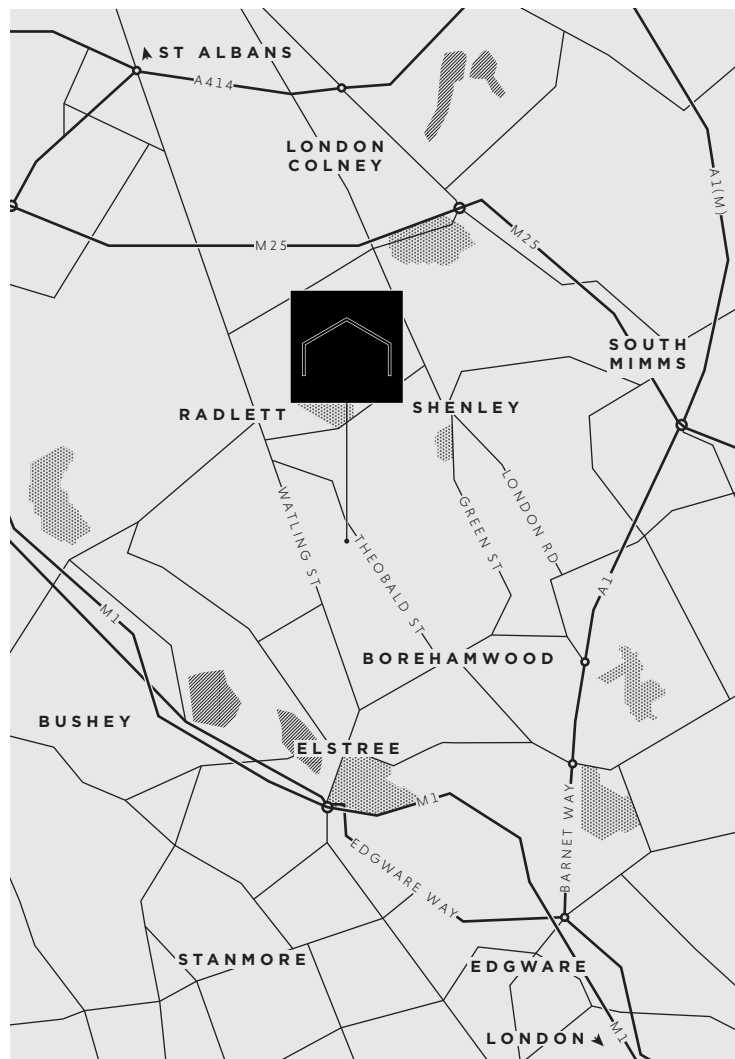 ST ALBANS
A414
LONDON
COLNEY
A1(M)
M25
M25
SOUTH
MIMMS
RADLETT
SHENLEY
WATLING ST
THEOBALD ST
GREEN ST
LONDON RD
A1
M1
BOREHAMWOOD
BUSHEY
ELSTREE
M1
BARNET WAY
EDGWARE WAY
STANMORE
EDGWARE
LONDON
M1